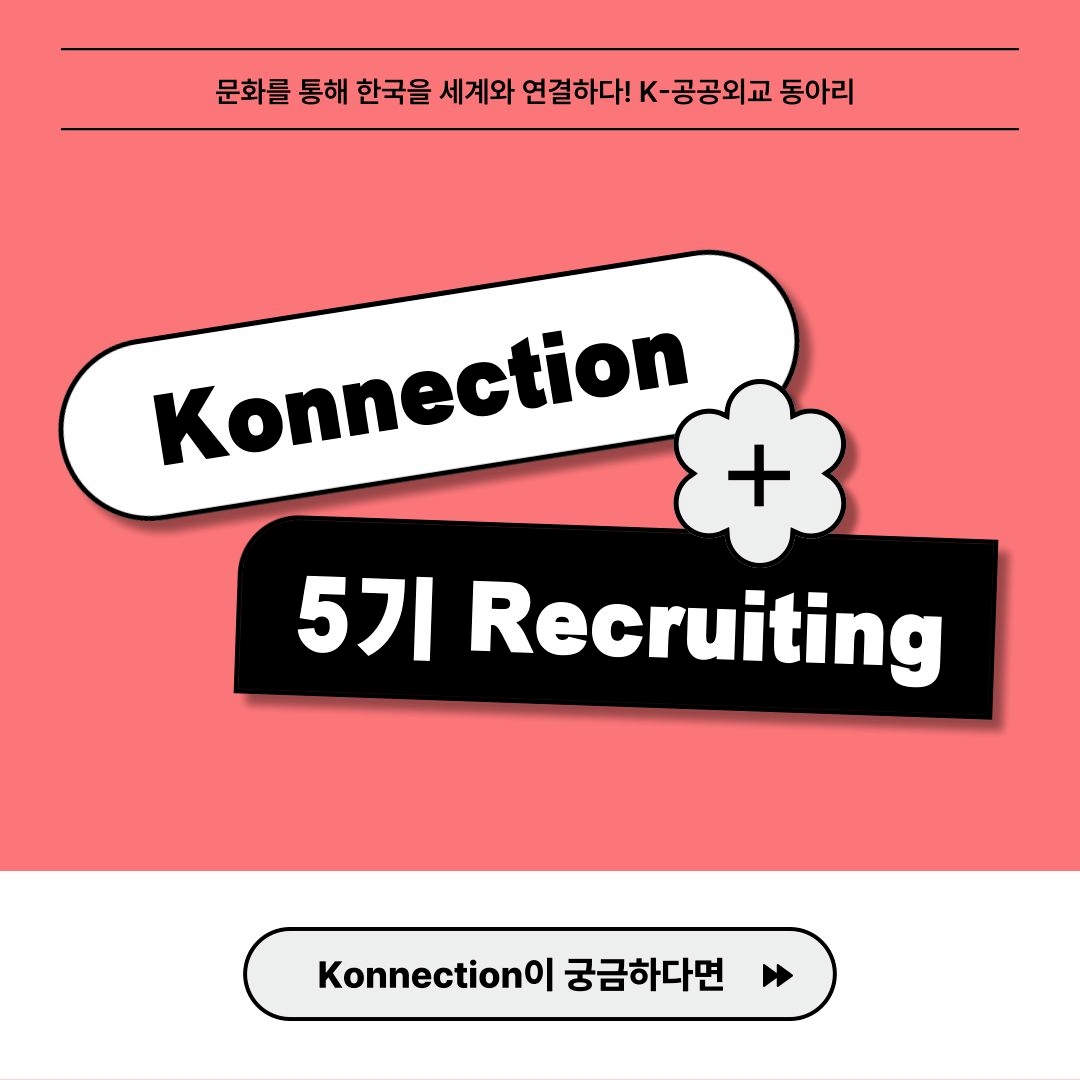 문화를 통해 한국을 세계와 연결하다! K-공공외교 동아리
Konnection
+
5기 Recruiting
Konnection이 궁금하다면